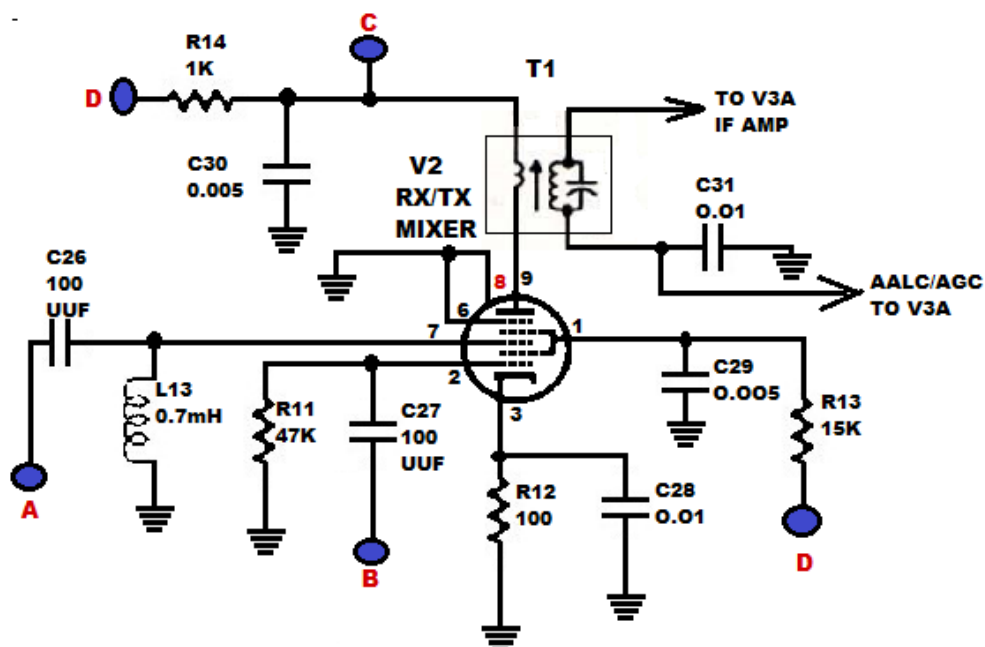 C
R14
1K
D
T1
TO V3A
IF AMP
C30
0.005
V2
RX/TX
MIXER
C31
0.01
C26
100
UUF
8
9
6
7
1
2
3
AALC/AGC
TO V3A
L13
0.7mH
R11
47K
C27
100
UUF
C29
0.005
R13
15K
A
R12
100
C28
0.01
B
D